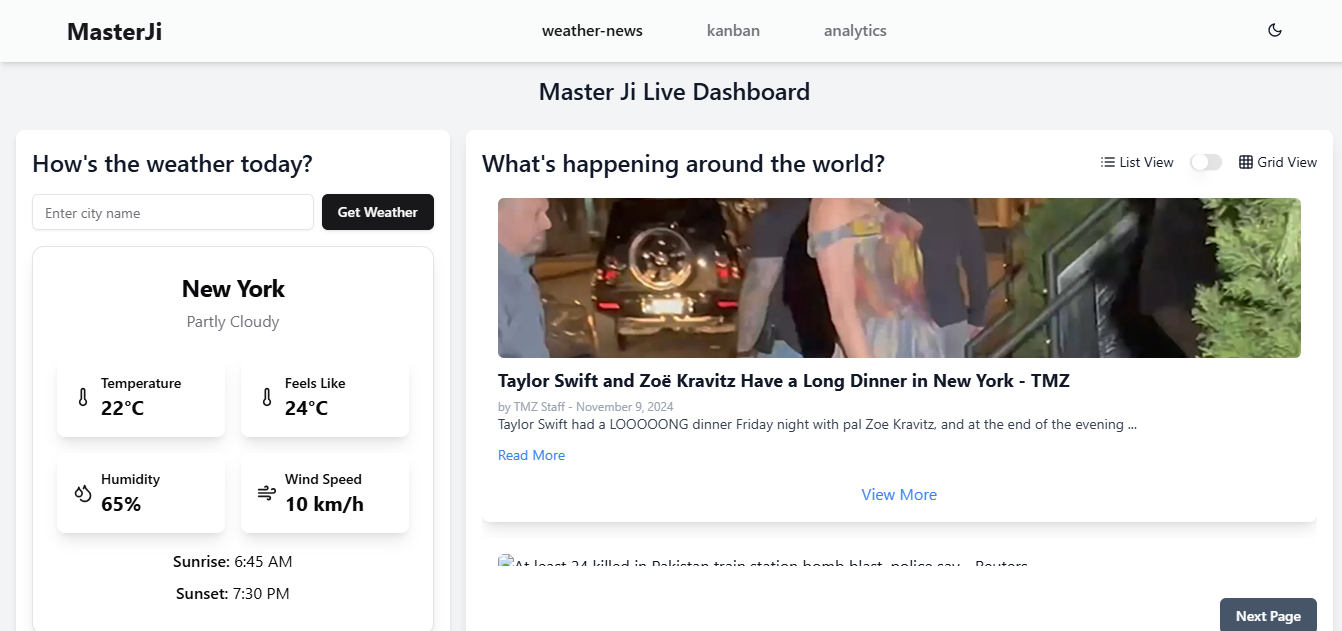 MasterJi
weather-news
kanban
analytics
Master Ji Live Dashboard
How's the weather today?
Enter city name
Get Weather
New York
Partly Cloudy
Temperature
22°C
Feels Like
24°C
Humidity
65%
Wind Speed
10 km/h
Sunrise: 6:45 AM
Sunset: 7:30 PM
What's happening around the world?
List View
Grid View
Taylor Swift and Zoë Kravitz Have a Long Dinner in New York - TMZ
by TMZ Staff - November 9, 2024
Taylor Swift had a LOOOOONG dinner Friday night with pal Zoe Kravitz, and at the end of the evening ...
Read More
View More
At least 24 killed in Pakistan train station bomb blast, police say - Reuters
Next Page